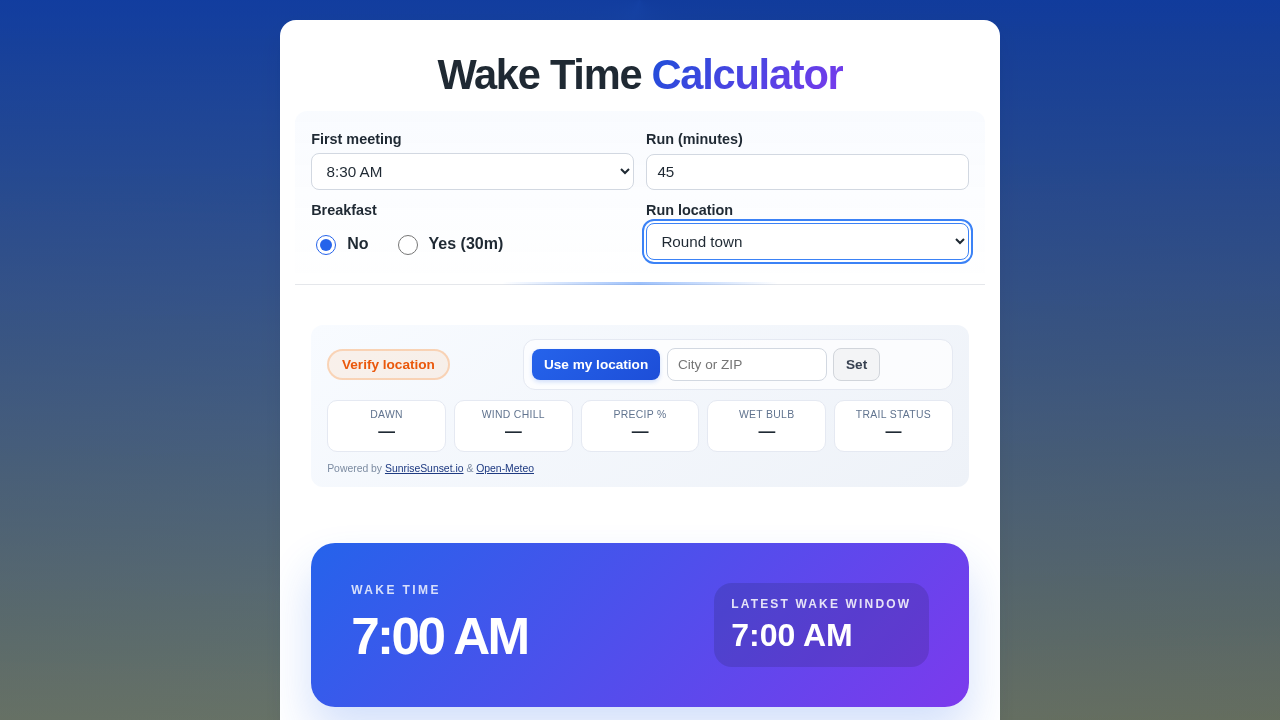 Wake Time Calculator
First meeting
8:30 AM
Run (minutes)
45
Breakfast
No
Yes (30m)
Run location
Round town
Verify location
Use my location
City or ZIP
Set
DAWN
—
WIND CHILL
—
PRECIP %
—
WET BULB
—
TRAIL STATUS
—
Powered by SunriseSunset.io & Open-Meteo
WAKE TIME
7:00 AM
LATEST WAKE WINDOW
7:00 AM